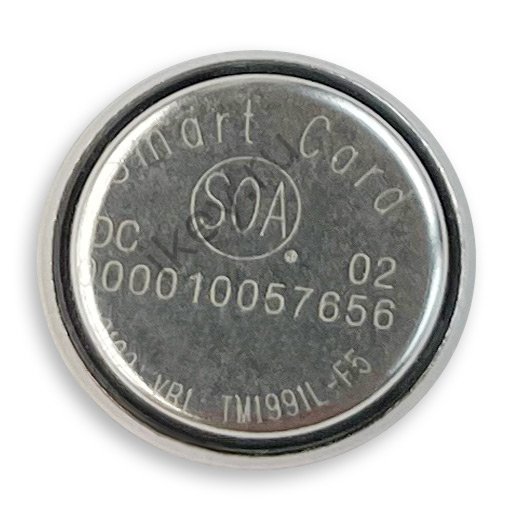 Smart Card
SOA
DC 02
000010057656
VBL TM1991L-F5